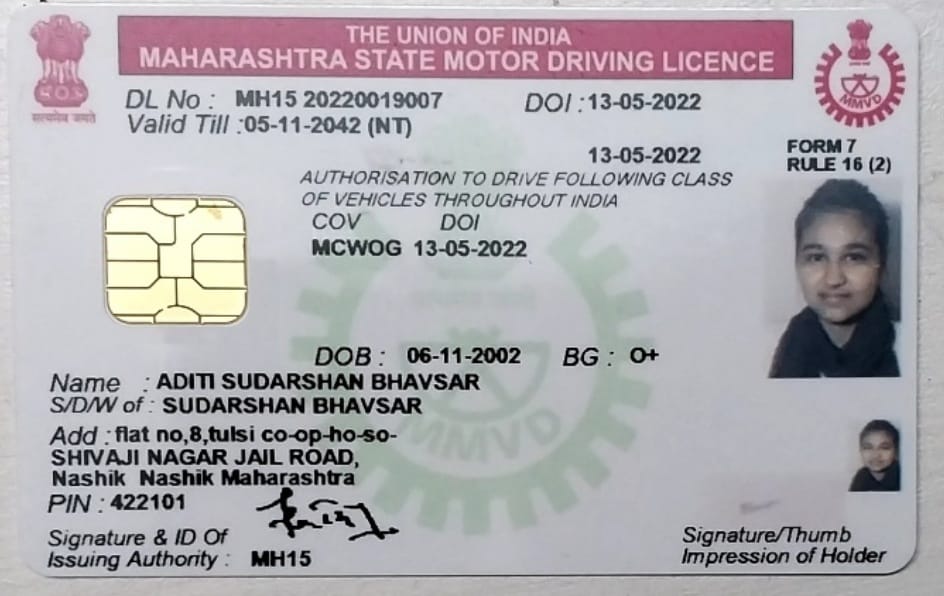 THE UNION OF INDIA
MAHARASHTRA STATE MOTOR DRIVING LICENCE
सत्यमेव जयते
MMVD
DL No : MH15 20220019007 DOI : 13-05-2022
Valid Till : 05-11-2042 (NT)
13-05-2022
FORM 7
RULE 16 (2)
AUTHORISATION TO DRIVE FOLLOWING CLASS
OF VEHICLES THROUGHOUT INDIA
COV DOI
MCWOG 13-05-2022
DOB : 06-11-2002 BG : O+
Name : ADITI SUDARSHAN BHAVSAR
S/D/W of : SUDARSHAN BHAVSAR
Add : flat no,8,tulsi co-op-ho-so-
SHIVAJI NAGAR JAIL ROAD,
Nashik Nashik Maharashtra
PIN : 422101
MMVD
Signature & ID Of
Issuing Authority : MH15
Signature/Thumb
Impression of Holder